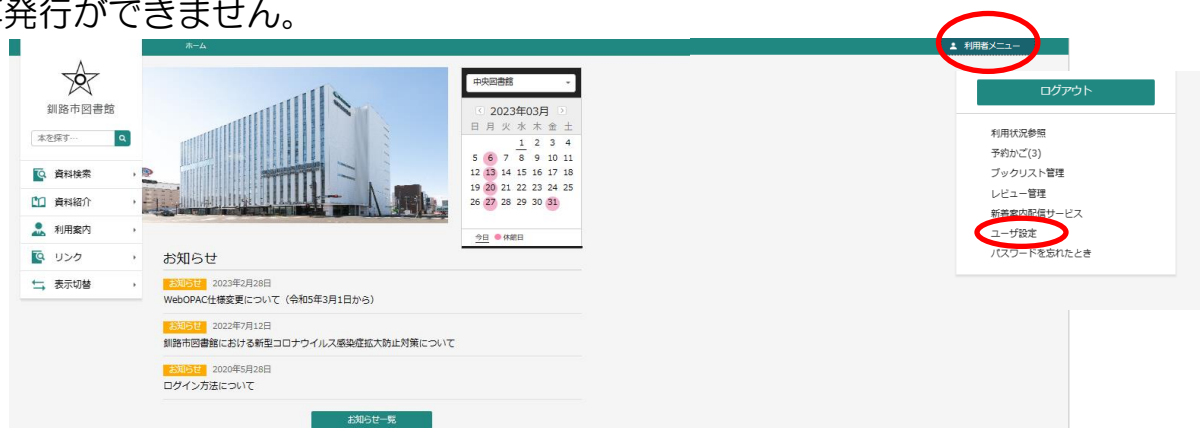 発行ができません。
ホーム
利用者メニュー
釧路市図書館
本を探す…
資料検索
資料紹介
利用案内
リンク
表示切替
中央図書館
2023年03月
日 月 火 水 木 金 土
1 2 3 4
5 6 7 8 9 10 11
12 13 14 15 16 17 18
19 20 21 22 23 24 25
26 27 28 29 30 31
今日 休館日
お知らせ
お知らせ 2023年2月28日
WebOPAC仕様変更について（令和5年3月1日から）
お知らせ 2022年7月12日
釧路市図書館における新型コロナウイルス感染症拡大防止対策について
お知らせ 2020年5月28日
ログイン方法について
お知らせ一覧
ログアウト
利用状況参照
予約かご(3)
ブックリスト管理
レビュー管理
新着案内配信サービス
ユーザ設定
パスワードを忘れたとき